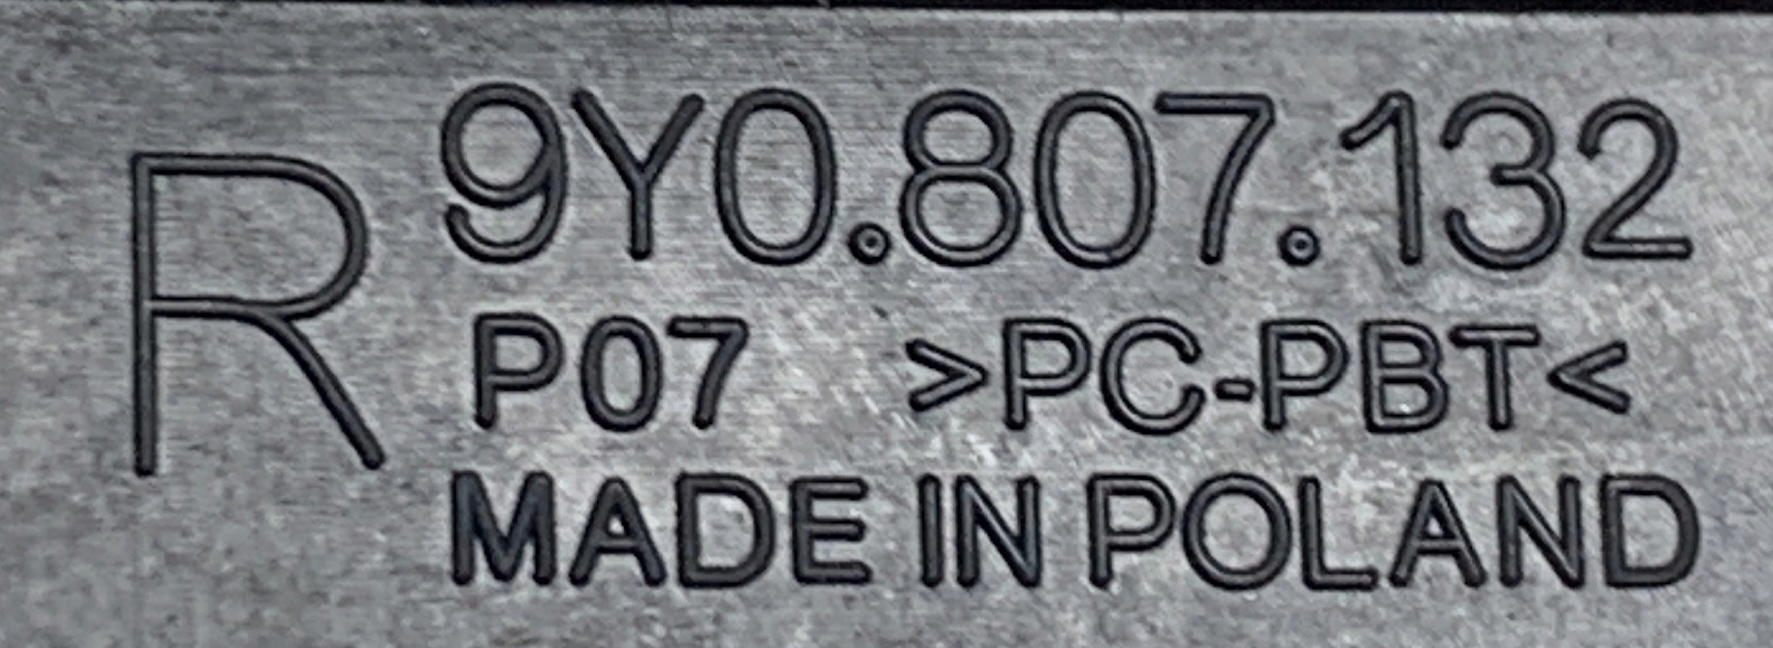 R
9Y0.807.132
P07 >PC-PBT<
MADE IN POLAND